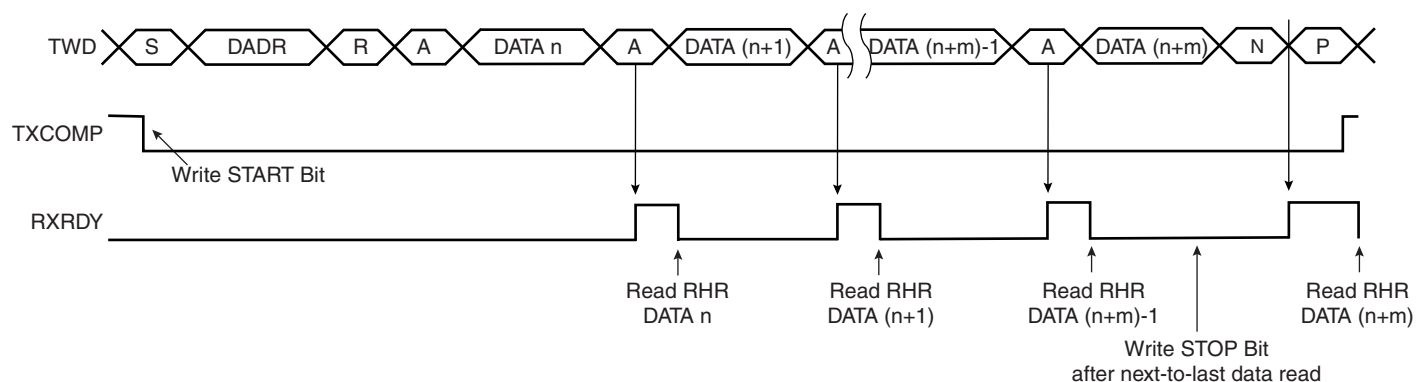 TWD S DADR R A DATA n A DATA (n+1) A DATA (n+m)-1 A DATA (n+m) N P
TXCOMP
Write START Bit
RXRDY
Read RHR
DATA n
Read RHR
DATA (n+1)
Read RHR
DATA (n+m)-1
Read RHR
DATA (n+m)
Write STOP Bit
after next-to-last data read